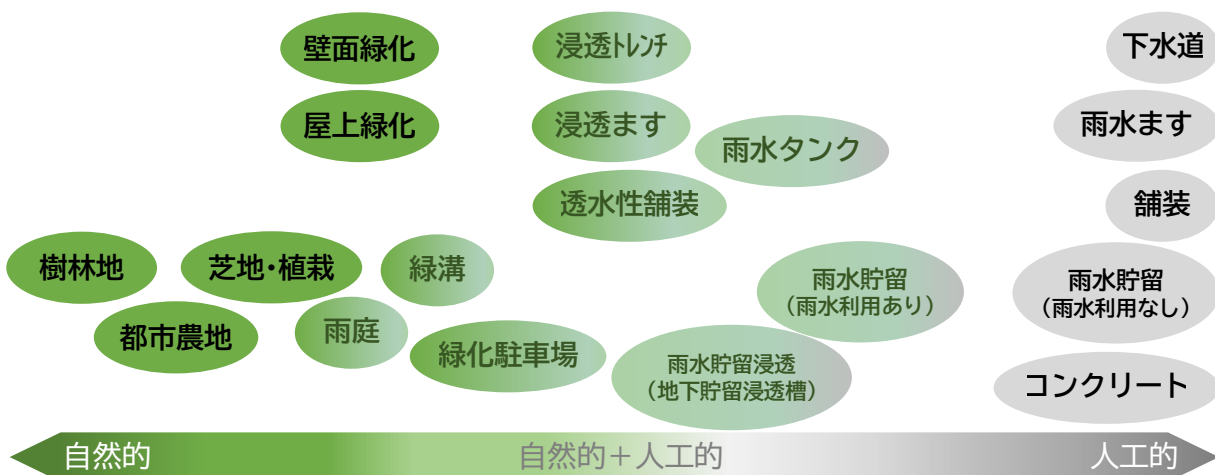 壁面緑化
浸透ﾄﾚﾝﾁ
下水道
屋上緑化
浸透ます
雨水タンク
雨水ます
透水性舗装
舗装
樹林地
芝地・植栽
緑溝
雨水貯留
（雨水利用あり）
雨水貯留
（雨水利用なし）
都市農地
雨庭
緑化駐車場
雨水貯留浸透
（地下貯留浸透槽）
コンクリート
自然的
自然的＋人工的
人工的